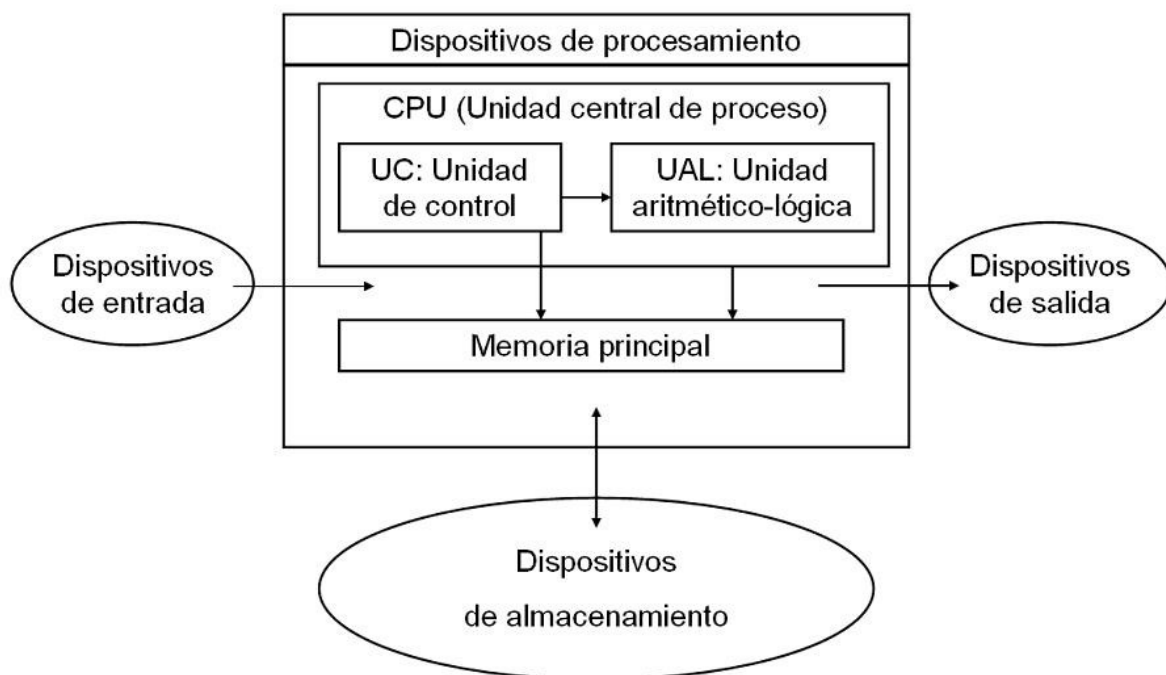 Dispositivos de procesamiento
CPU (Unidad central de proceso)
UC: Unidad
de control
UAL: Unidad
aritmético-lógica
Dispositivos
de entrada
Dispositivos
de salida
Memoria principal
Dispositivos
de almacenamiento